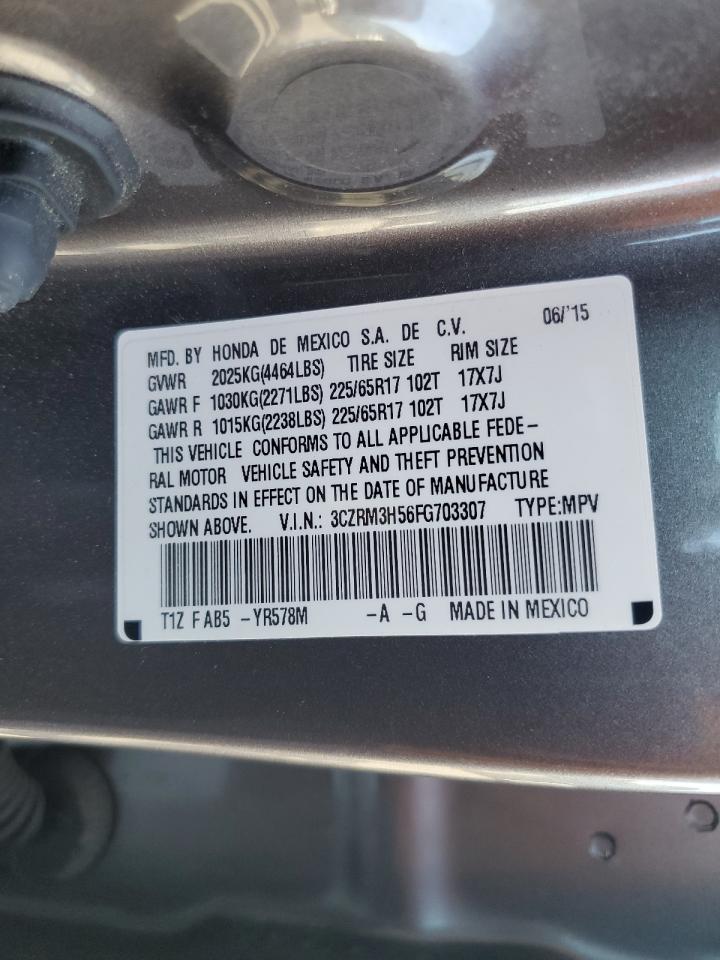 MFD. BY HONDA DE MEXICO S.A. DE C.V. 06/'15
GVWR 2025KG(4464LBS) TIRE SIZE RIM SIZE
GAWR F 1030KG(2271LBS) 225/65R17 102T 17X7J
GAWR R 1015KG(2238LBS) 225/65R17 102T 17X7J
THIS VEHICLE CONFORMS TO ALL APPLICABLE FEDE-
RAL MOTOR VEHICLE SAFETY AND THEFT PREVENTION
STANDARDS IN EFFECT ON THE DATE OF MANUFACTURE
SHOWN ABOVE. V.I.N.: 3CZRM3H56FG703307 TYPE:MPV
T1Z F AB5 -YR578M -A -G MADE IN MEXICO